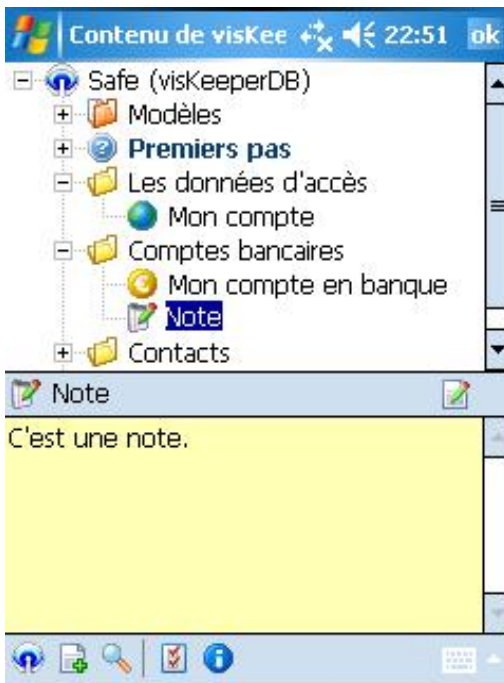 Contenu de visKee 22:51 ok
Safe (visKeeperDB)
Modèles
Premiers pas
Les données d'accès
Mon compte
Comptes bancaires
Mon compte en banque
Note
Contacts
Note
C'est une note.